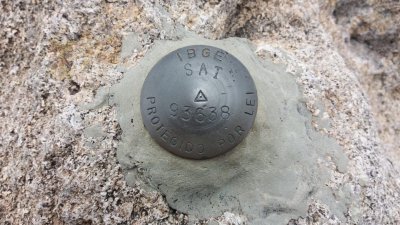 IBGE
SAT
93638
PROTEGIDO POR LEI